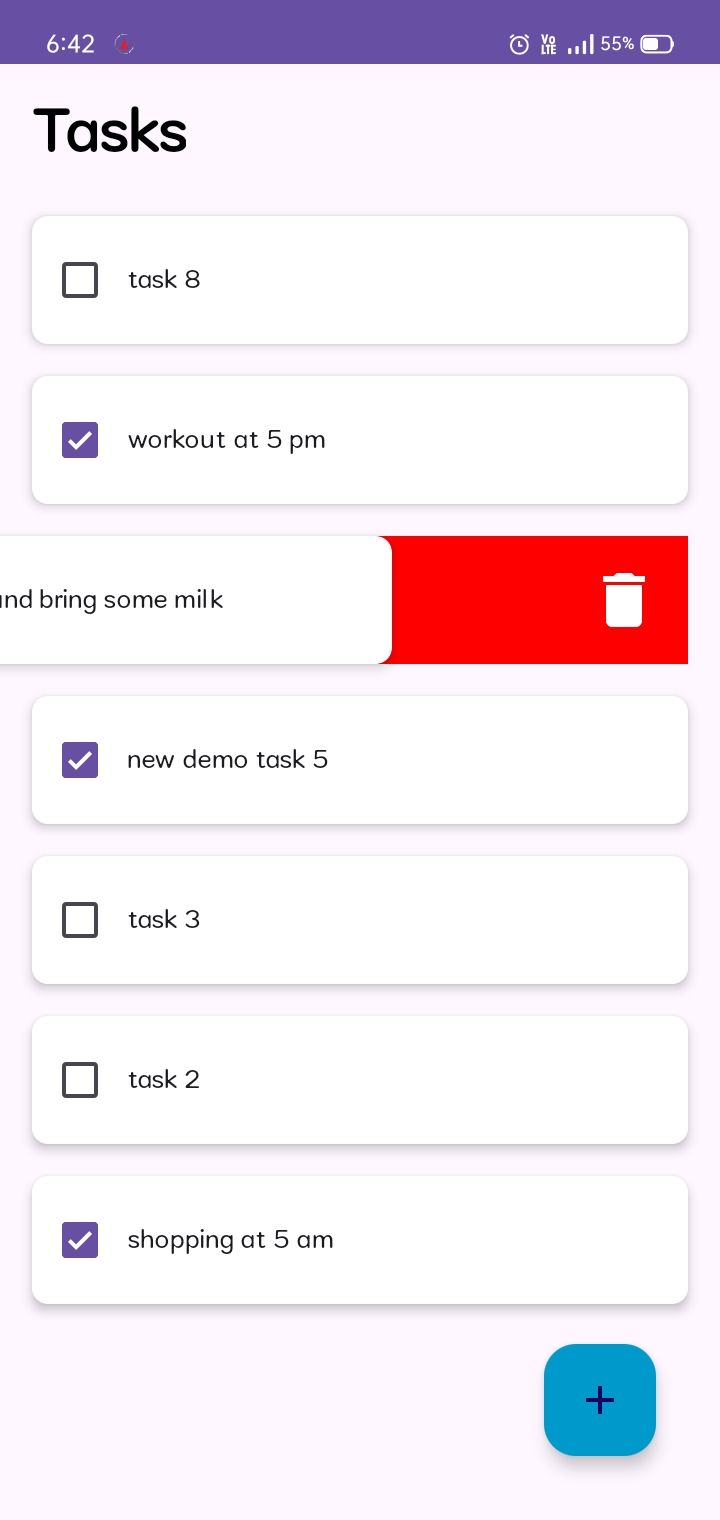 6:42
Vo LTE 55%
Tasks
task 8
workout at 5 pm
bring some milk
new demo task 5
task 3
task 2
shopping at 5 am
+